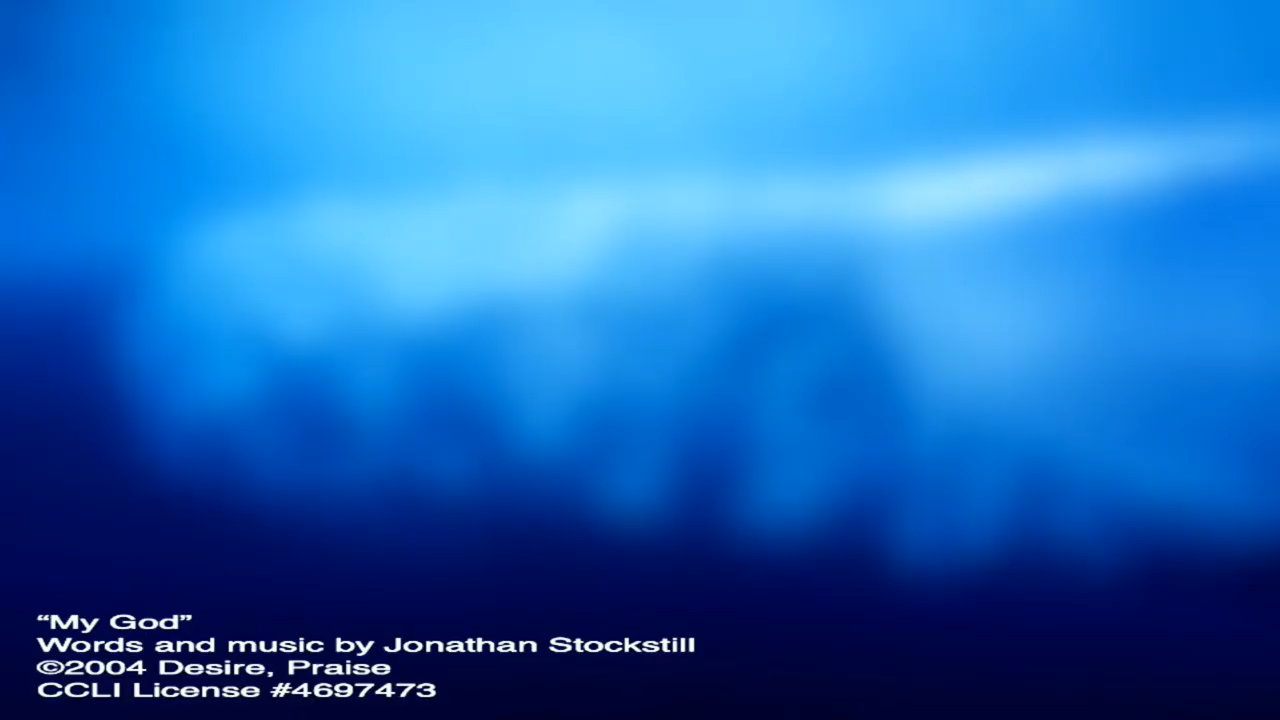 “My God”
Words and music by Jonathan Stockstill
©2004 Desire, Praise
CCLI License #4697473